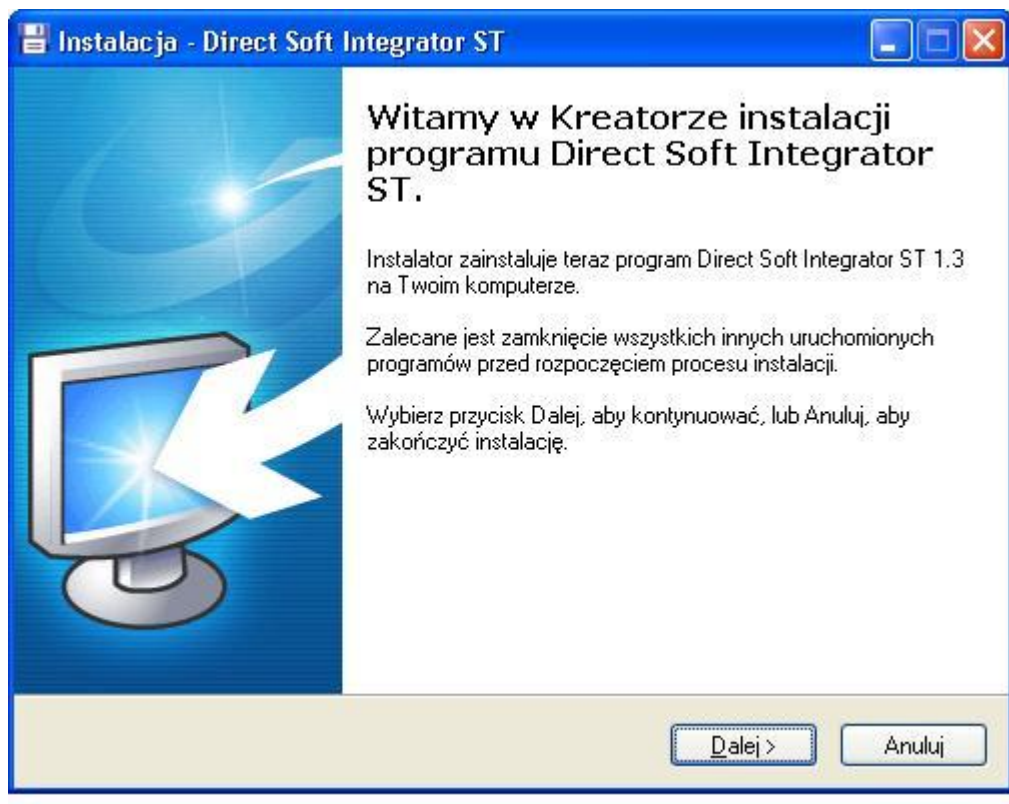 Instalacja - Direct Soft Integrator ST
Witamy w Kreatorze instalacji
programu Direct Soft Integrator
ST.
Instalator zainstaluje teraz program Direct Soft Integrator ST 1.3
na Twoim komputerze.
Zalecane jest zamknięcie wszystkich innych uruchomionych
programów przed rozpoczęciem procesu instalacji.
Wybierz przycisk Dalej, aby kontynuować, lub Anuluj, aby
zakończyć instalację.
Dalej > Anuluj